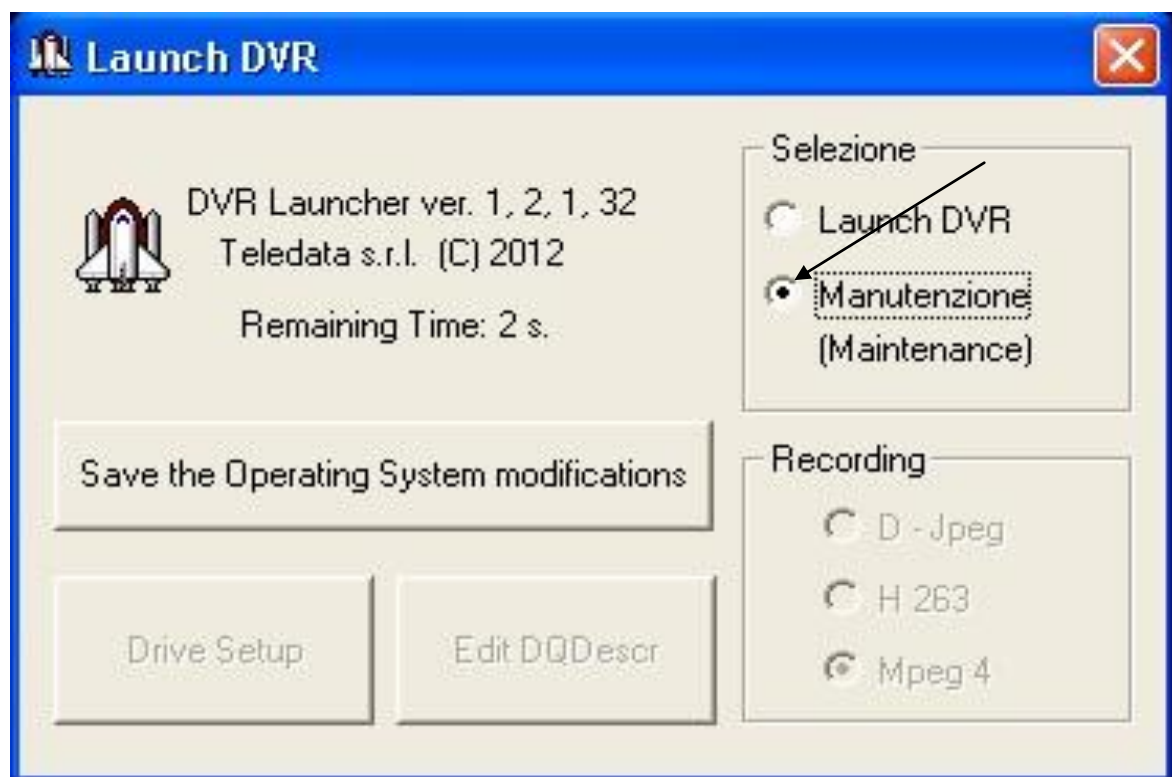 Launch DVR
DVR Launcher ver. 1, 2, 1, 32
Teledata s.r.l. (C) 2012
Remaining Time: 2 s.
Selezione
Launch DVR
Manutenzione
(Maintenance)
Save the Operating System modifications
Recording
D - Jpeg
H 263
Mpeg 4
Drive Setup
Edit DQDescr